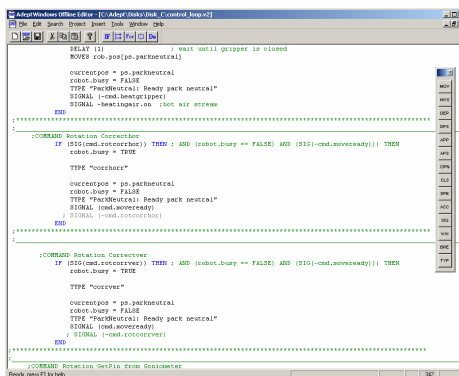 AdeptWindows Offline Editor - [C:\Adept\Disks\Disk_C\control_loop.v2]
File Edit Search Project Insert Tools Window Help
DELAY (1) ; wait until gripper is closed
MOVES rob.pos[ps.parkneutral]
currentpos = ps.parkneutral
robot.busy = FALSE
TYPE "ParkNeutral: Ready park neutral"
SIGNAL (-cmd.heatgripper)
SIGNAL -heatingair.on ;hot air stream
END
;COMMAND Rotation Correcthor
IF (SIG(cmd.rotcorrhor)) THEN ; AND (robot.busy == FALSE) AND (SIG(-cmd.moveready))) THEN
robot.busy = TRUE
TYPE "corrhorr"
currentpos = ps.parkneutral
robot.busy = FALSE
TYPE "ParkNeutral: Ready park neutral"
SIGNAL (cmd.moveready)
; SIGNAL (-cmd.rotcorrhor)
END
;COMMAND Rotation Correctver
IF (SIG(cmd.rotcorrver)) THEN ; AND (robot.busy == FALSE) AND (SIG(-cmd.moveready))) THEN
robot.busy = TRUE
TYPE "corrver"
currentpos = ps.parkneutral
robot.busy = FALSE
TYPE "ParkNeutral: Ready park neutral"
SIGNAL (cmd.moveready)
; SIGNAL (-cmd.rotcorrver)
END
;COMMAND Rotation GetPin from Goniometer
Ready, press F1 for help 342
MOV
MVS
DEP
DPS
APP
APS
OPN
CLS
SPE
ACC
SIG
WAI
BRE
TYP